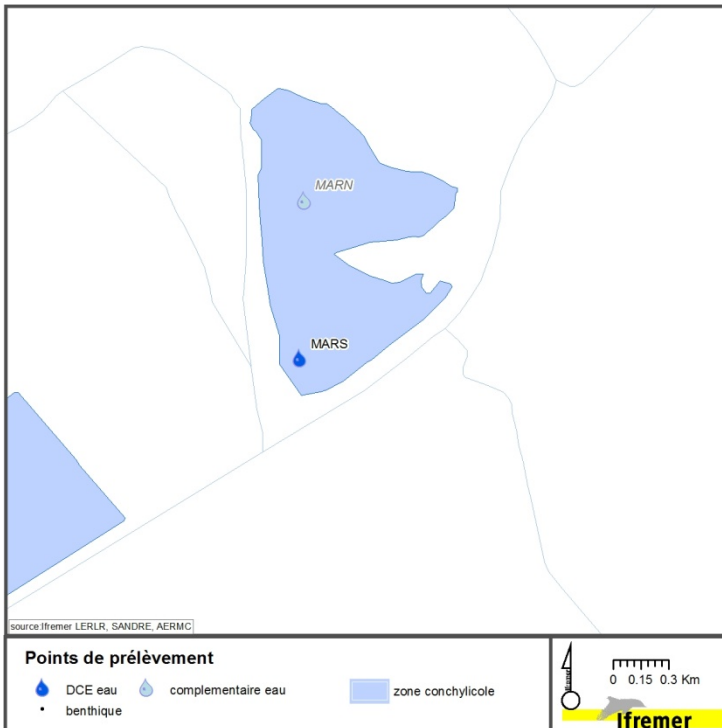 MARN
MARS
source:Ifremer LERLR, SANDRE, AERMC
Points de prélèvement
DCE eau
complementaire eau
zone conchylicole
benthique
0 0.15 0.3 Km
Ifremer